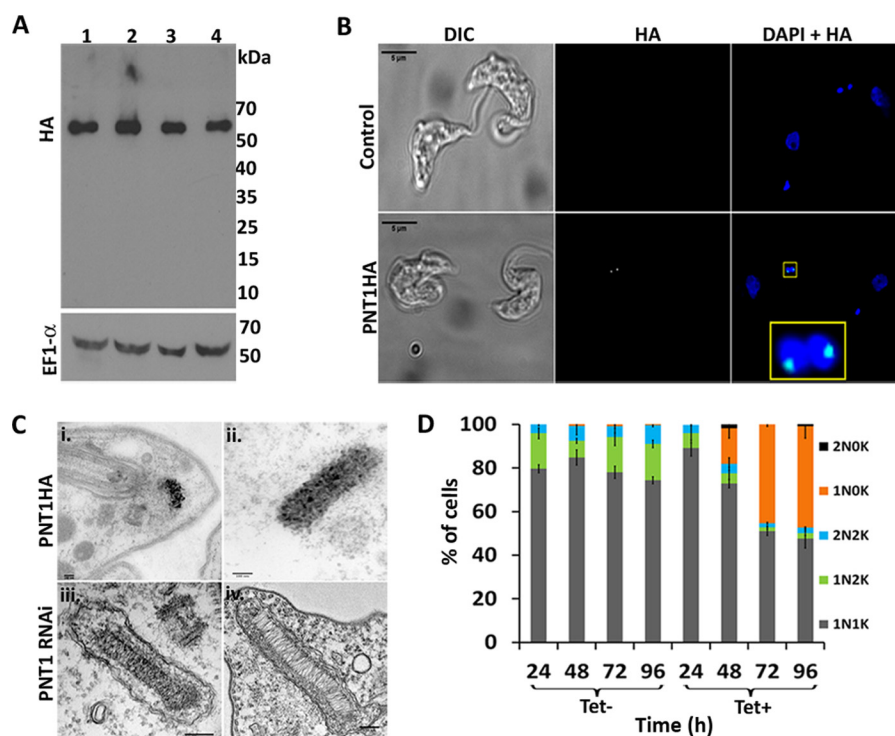 A
1 2 3 4
kDa
HA
70
50
40
35
25
15
10
EF1-α
70
50
B
DIC HA DAPI + HA
Control
5 μm
PNT1HA
5 μm
C
PNT1HA
i. ii.
PNT1 RNAi
iii. iv.
D
% of cells
100
80
60
40
20
0
24 48 72 96 24 48 72 96
Tet- Tet+
Time (h)
2N0K
1N0K
2N2K
1N2K
1N1K